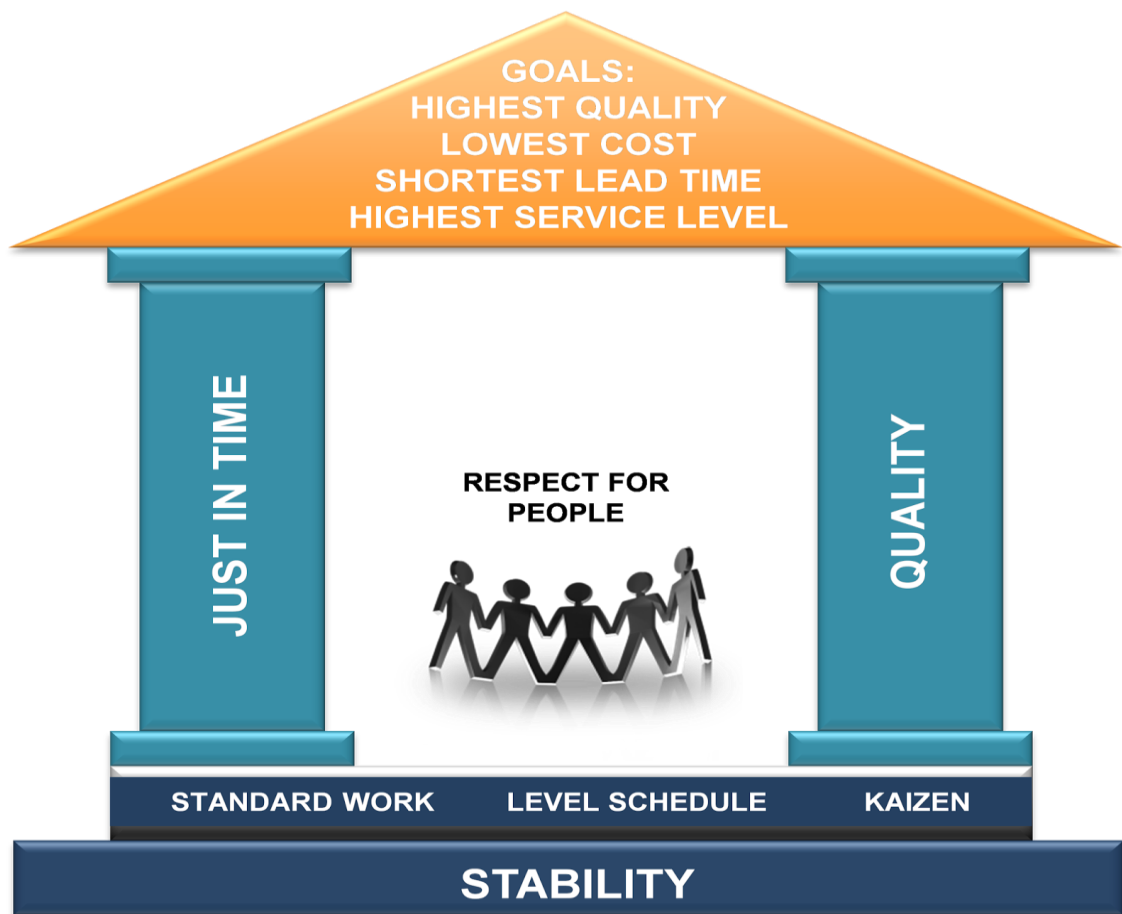 GOALS:
HIGHEST QUALITY
LOWEST COST
SHORTEST LEAD TIME
HIGHEST SERVICE LEVEL
JUST IN TIME
RESPECT FOR
PEOPLE
QUALITY
STANDARD WORK
LEVEL SCHEDULE
KAIZEN
STABILITY